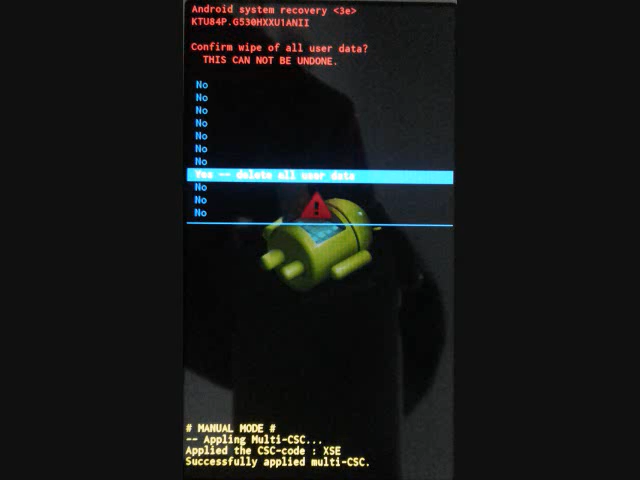 Android system recovery <3e>
KTU84P.G530HXXU1ANII
Confirm wipe of all user data?
THIS CAN NOT BE UNDONE.
No
No
No
No
No
No
No
Yes -- delete all user data
No
No
No
# MANUAL MODE #
-- Appling Multi-CSC...
Applied the CSC-code : XSE
Successfully applied multi-CSC.